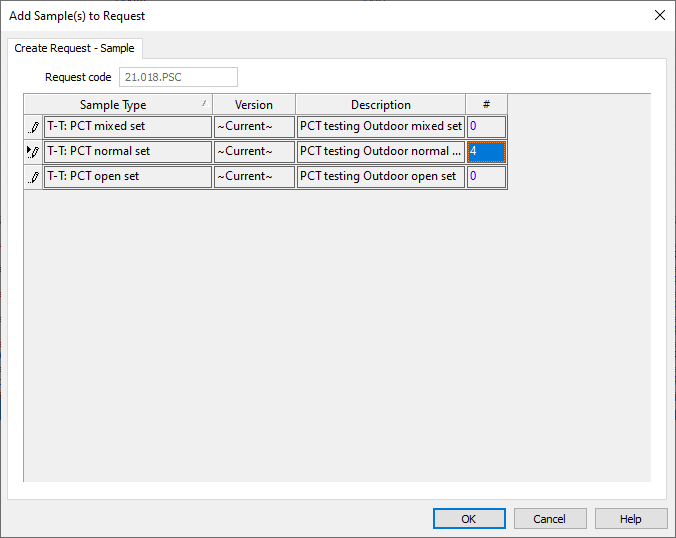 Add Sample(s) to Request
Create Request - Sample
Request code 21.018.PSC
Sample Type Version Description #
T-T: PCT mixed set ~Current~ PCT testing Outdoor mixed set 0
T-T: PCT normal set ~Current~ PCT testing Outdoor normal ... 4
T-T: PCT open set ~Current~ PCT testing Outdoor open set 0
OK Cancel Help